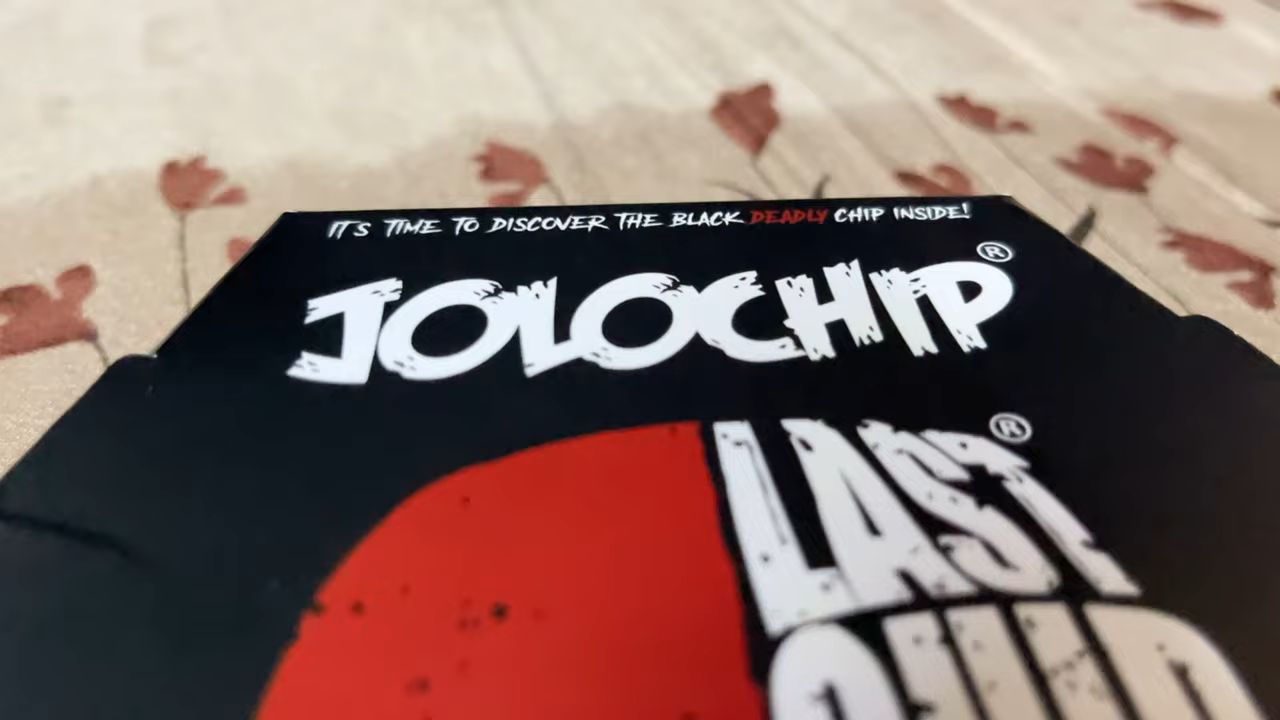 IT'S TIME TO DISCOVER THE BLACK DEADLY CHIP INSIDE!
JOLOCHIP®
LAST®